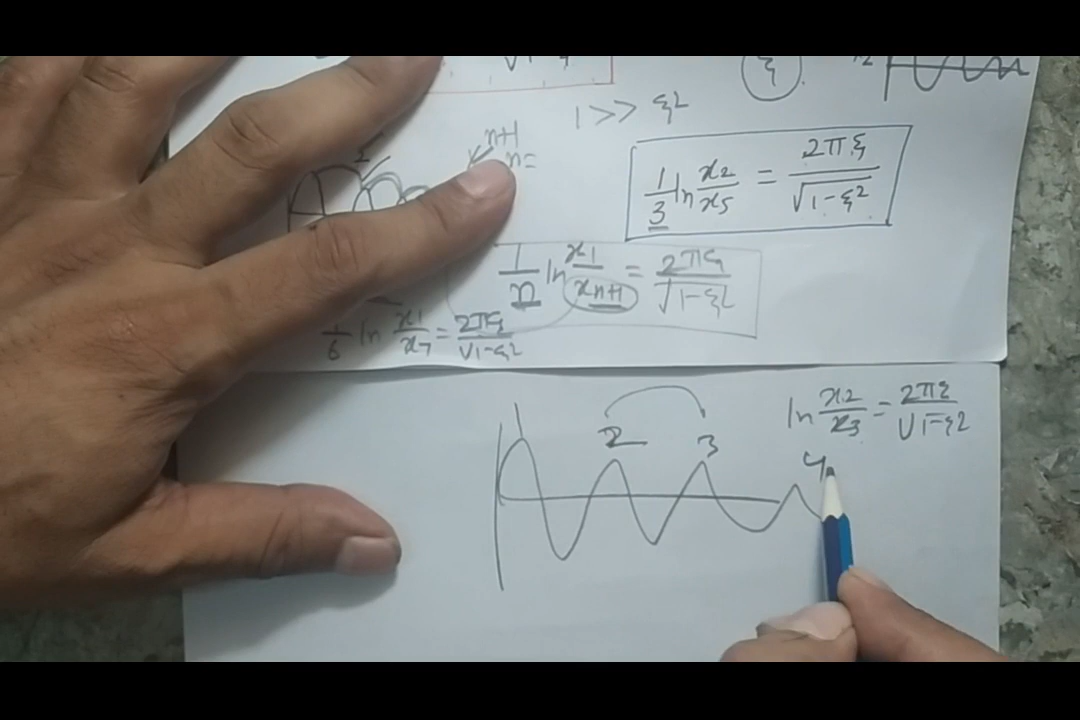 1 >> ξ²
n+1
n=
1/3 ln x2/x5 = 2πξ/√1-ξ²
1/n ln x1/xn+1 = 2πξ/√1-ξ²
1/6 ln x1/x7 = 2πξ/√1-ξ²
ln x2/x3 = 2πξ/√1-ξ²
2 3 4